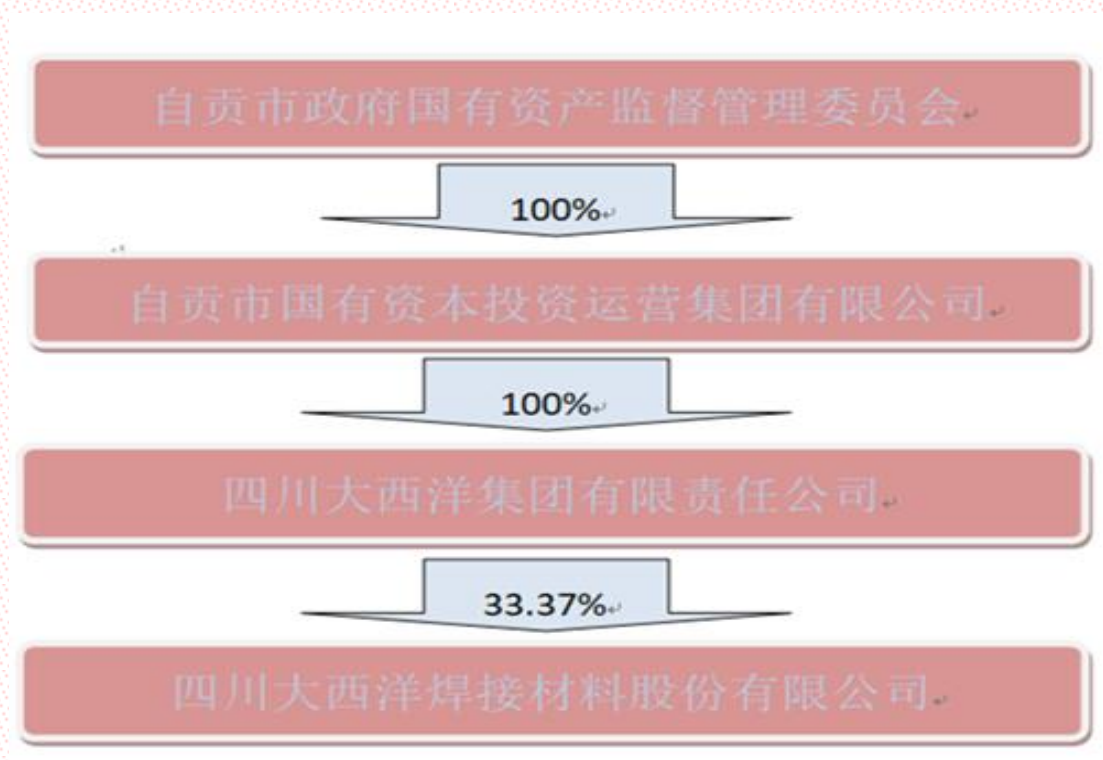 自贡市政府国有资产监督管理委员会
100%
自贡市国有资本投资运营集团有限公司
100%
四川大西洋集团有限责任公司
33.37%
四川大西洋焊接材料股份有限公司